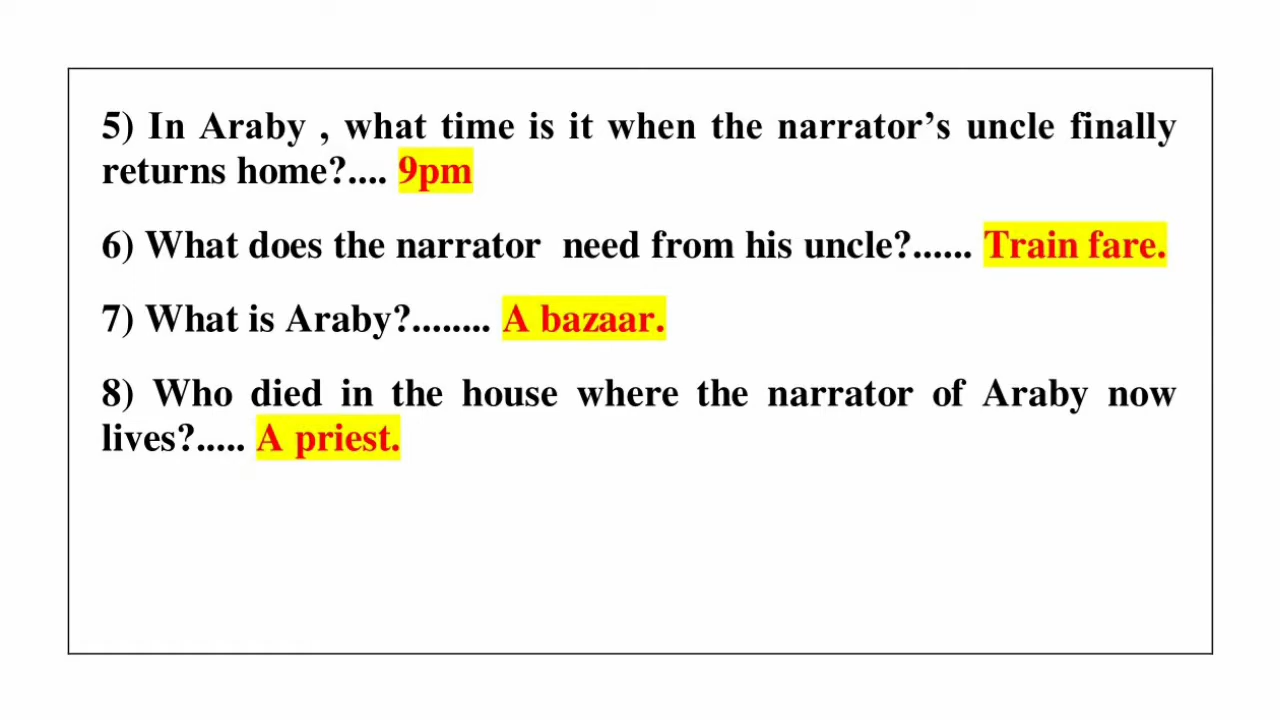 5) In Araby , what time is it when the narrator’s uncle finally
returns home?.... 9pm
6) What does the narrator  need from his uncle?...... Train fare.
7) What is Araby?........ A bazaar.
8) Who died in the house where the narrator of Araby now
lives?..... A priest.